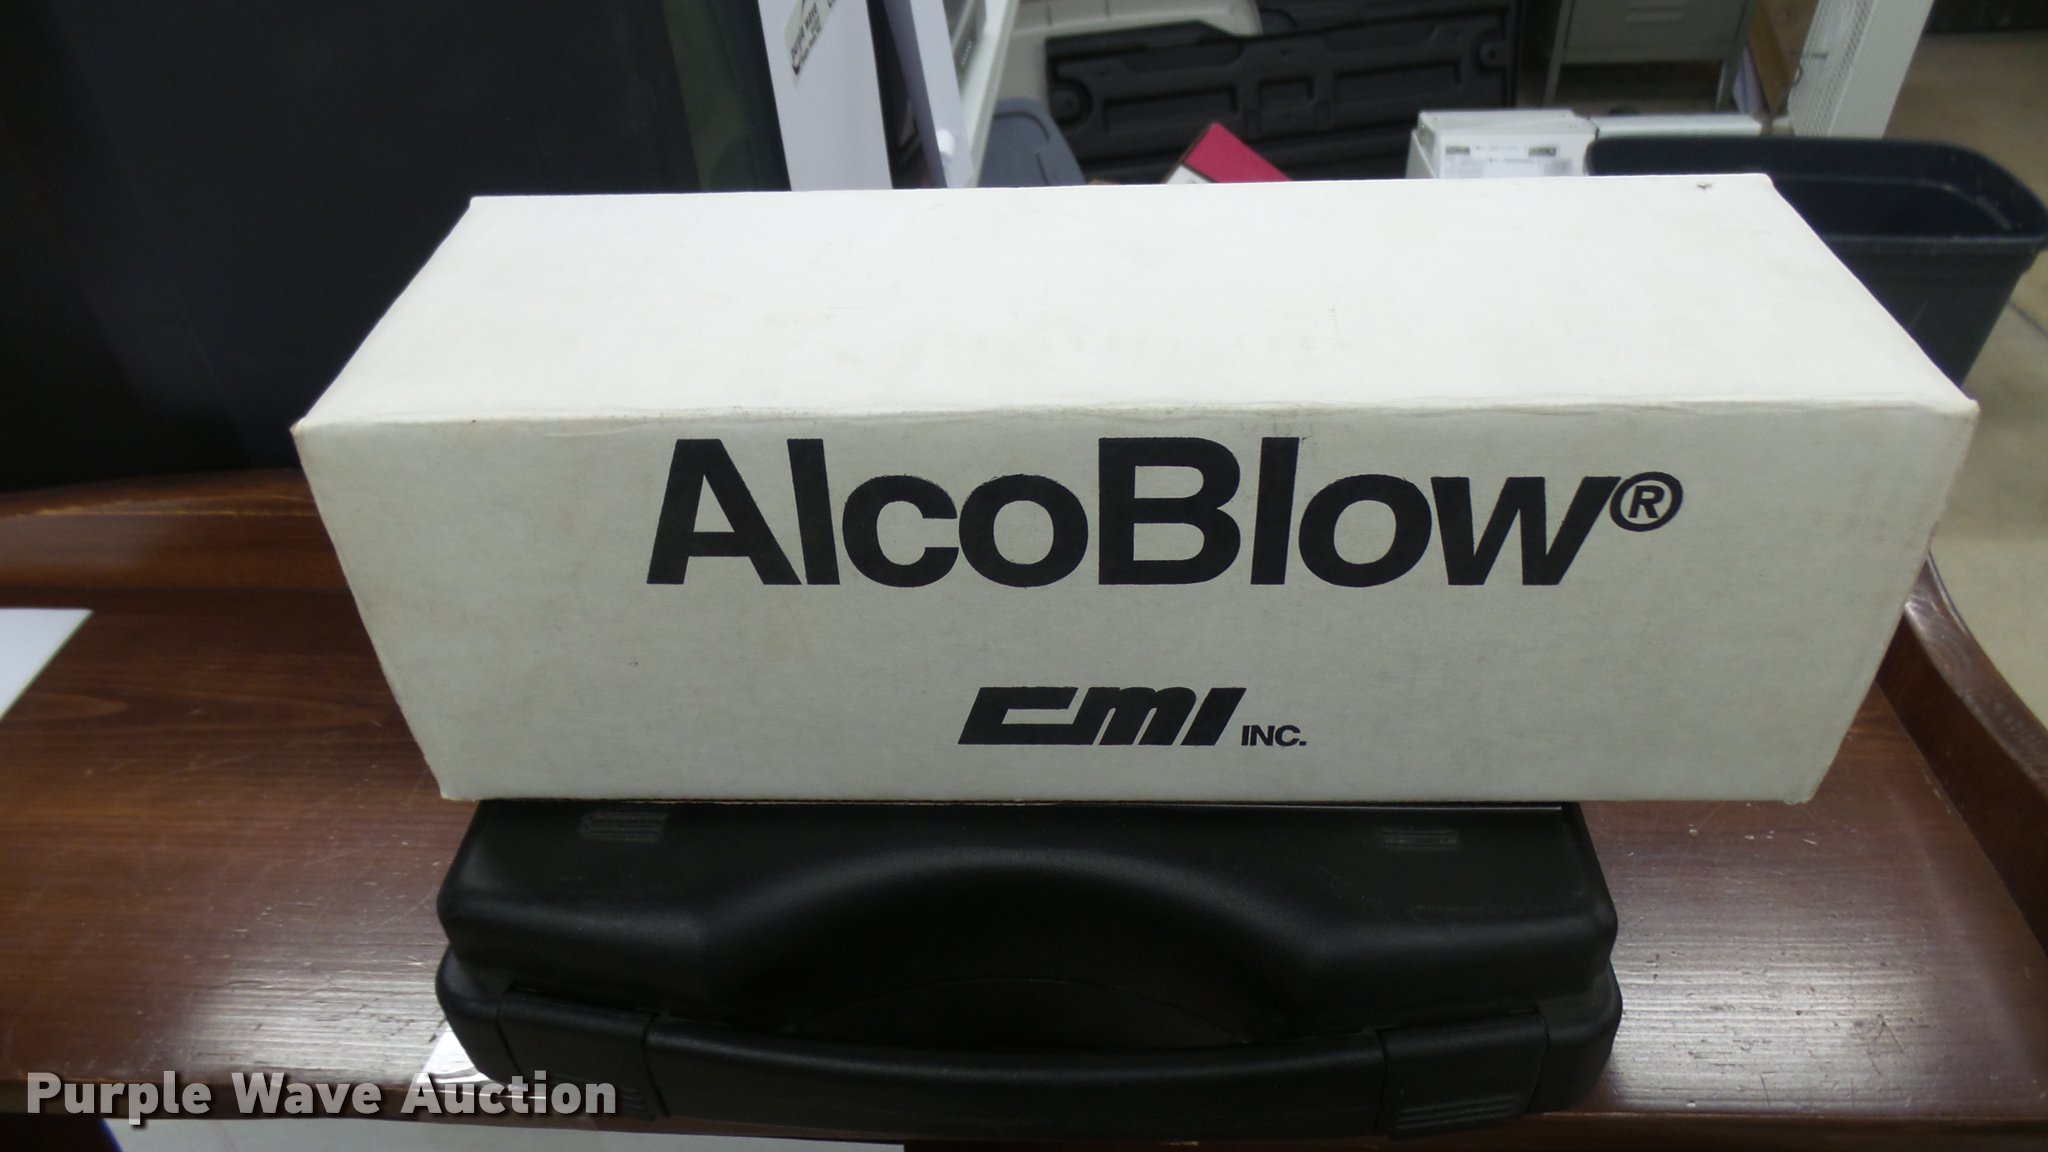 AlcoBlow®
CMI INC.
Purple Wave Auction